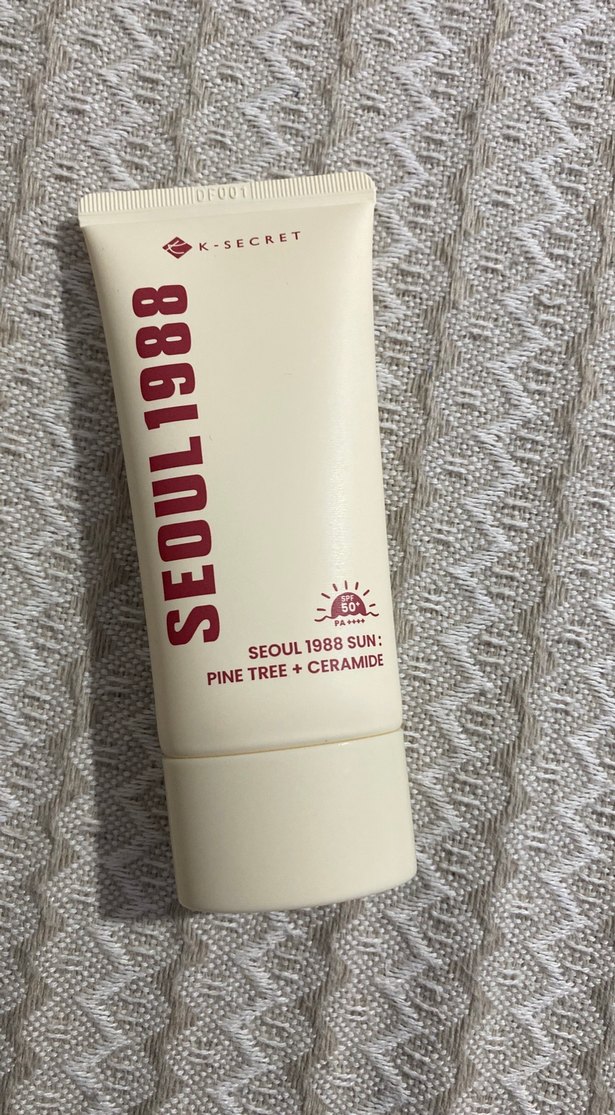 DF001
K-SECRET
SEOUL 1988
SPF
50+
PA ++++
SEOUL 1988 SUN:
PINE TREE + CERAMIDE